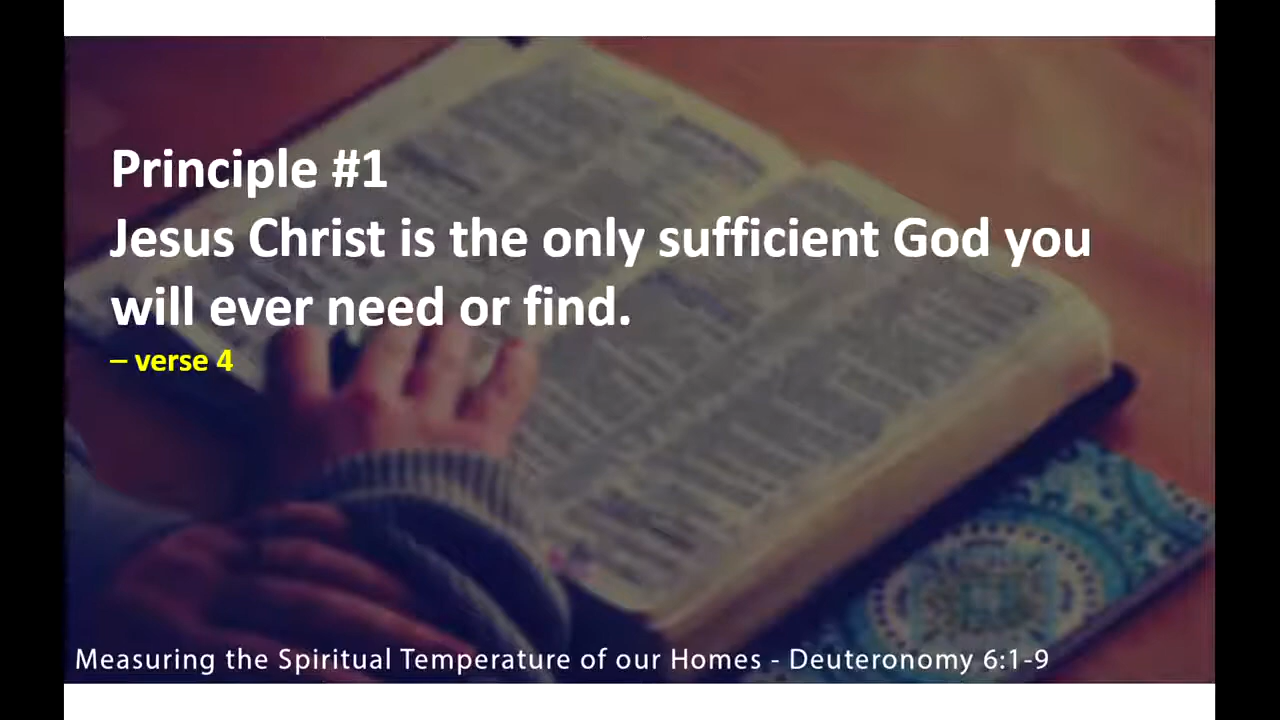 Principle #1
Jesus Christ is the only sufficient God you
will ever need or find.
– verse 4
Measuring the Spiritual Temperature of our Homes - Deuteronomy 6:1-9